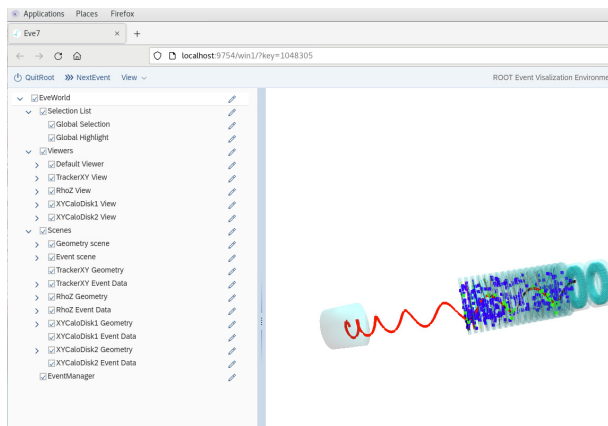 Applications Places Firefox
Eve7 × +
localhost:9754/win1/?key=1048305
QuitRoot NextEvent View ROOT Event Visalization Environme
EveWorld
Selection List
Global Selection
Global Highlight
Viewers
Default Viewer
TrackerXY View
RhoZ View
XYCaloDisk1 View
XYCaloDisk2 View
Scenes
Geometry scene
Event scene
TrackerXY Geometry
TrackerXY Event Data
RhoZ Geometry
RhoZ Event Data
XYCaloDisk1 Geometry
XYCaloDisk1 Event Data
XYCaloDisk2 Geometry
XYCaloDisk2 Event Data
EventManager